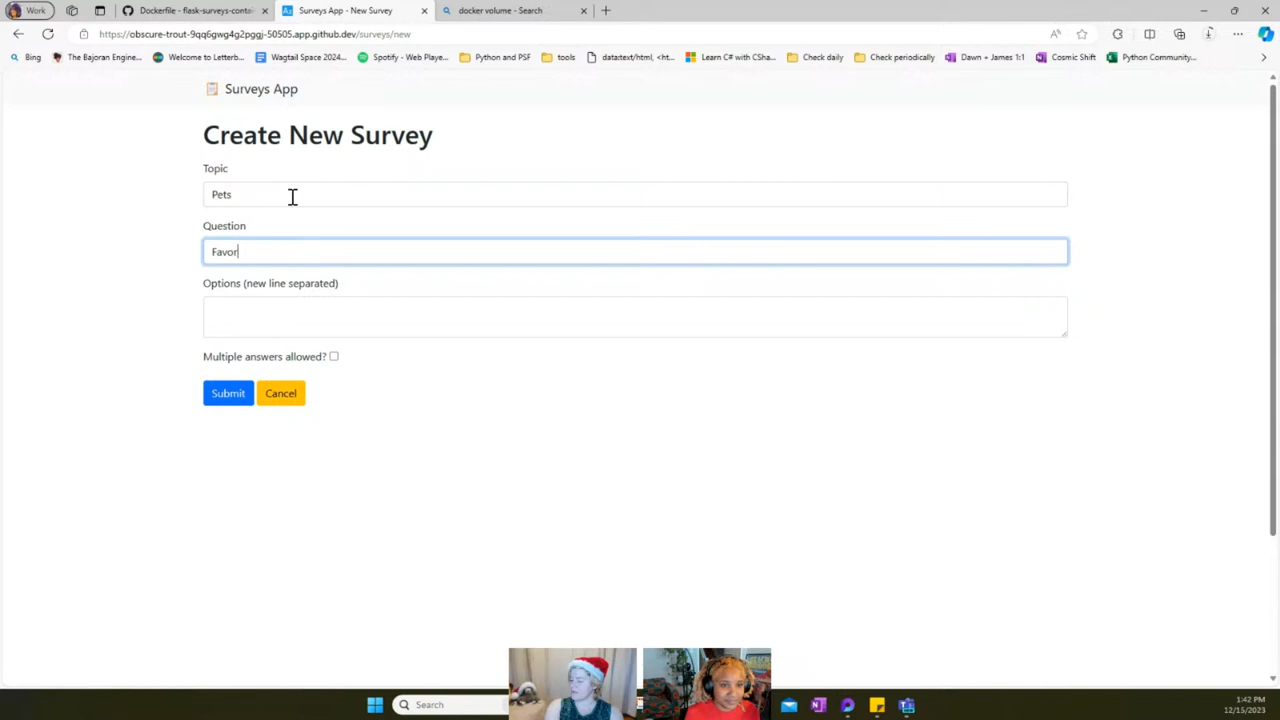 Work
Dockerfile - flask-surveys-contai
Surveys App - New Survey
docker volume - Search
https://obscure-trout-9qq6gwg4g2pggj-50505.app.github.dev/surveys/new
Bing
The Bajoran Engine...
Welcome to Letterb...
Wagtail Space 2024...
Spotify - Web Playe...
Python and PSF
tools
data:text/html, <ht...
Learn C# with CSha...
Check daily
Check periodically
Dawn + James 1:1
Cosmic Shift
Python Community...
Surveys App
Create New Survey
Topic
Pets
Question
Favor
Options (new line separated)
Multiple answers allowed?
Submit
Cancel
Search
1:42 PM
12/15/2023